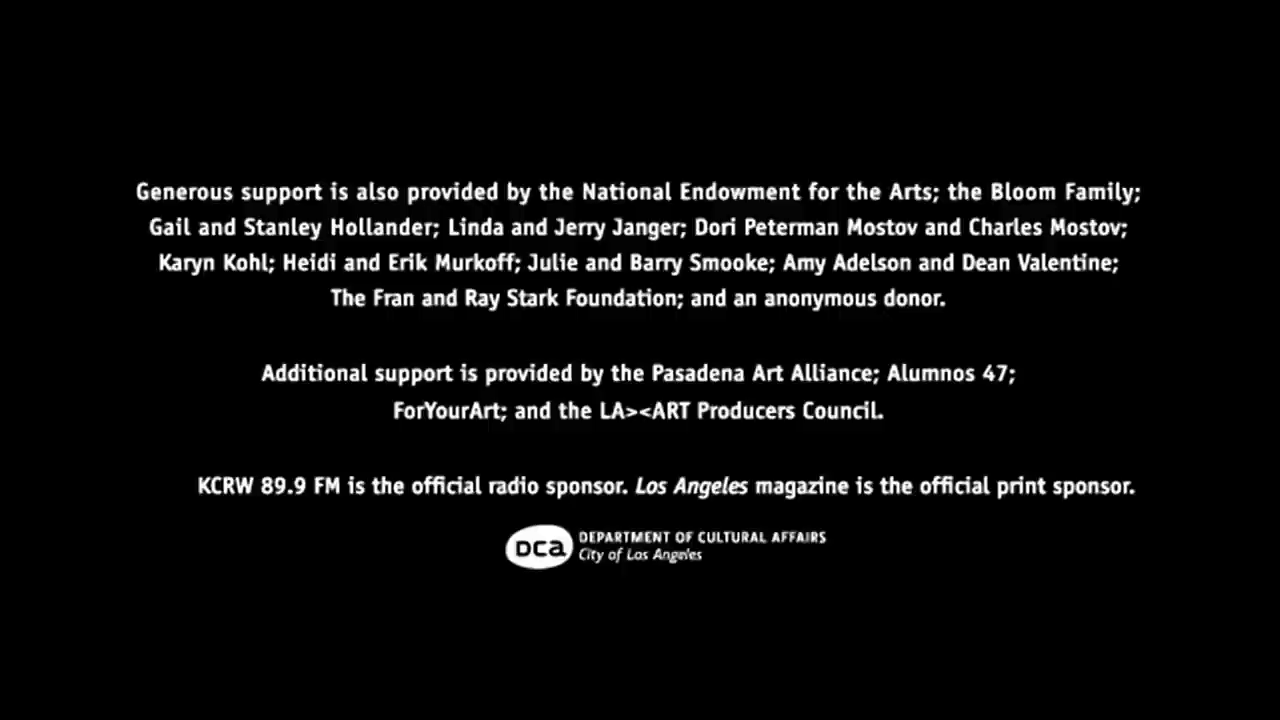 Generous support is also provided by the National Endowment for the Arts; the Bloom Family;
Gail and Stanley Hollander; Linda and Jerry Janger; Dori Peterman Mostov and Charles Mostov;
Karyn Kohl; Heidi and Erik Murkoff; Julie and Barry Smooke; Amy Adelson and Dean Valentine;
The Fran and Ray Stark Foundation; and an anonymous donor.
Additional support is provided by the Pasadena Art Alliance; Alumnos 47;
ForYourArt; and the LA><ART Producers Council.
KCRW 89.9 FM is the official radio sponsor. Los Angeles magazine is the official print sponsor.
DCa DEPARTMENT OF CULTURAL AFFAIRS
City of Los Angeles